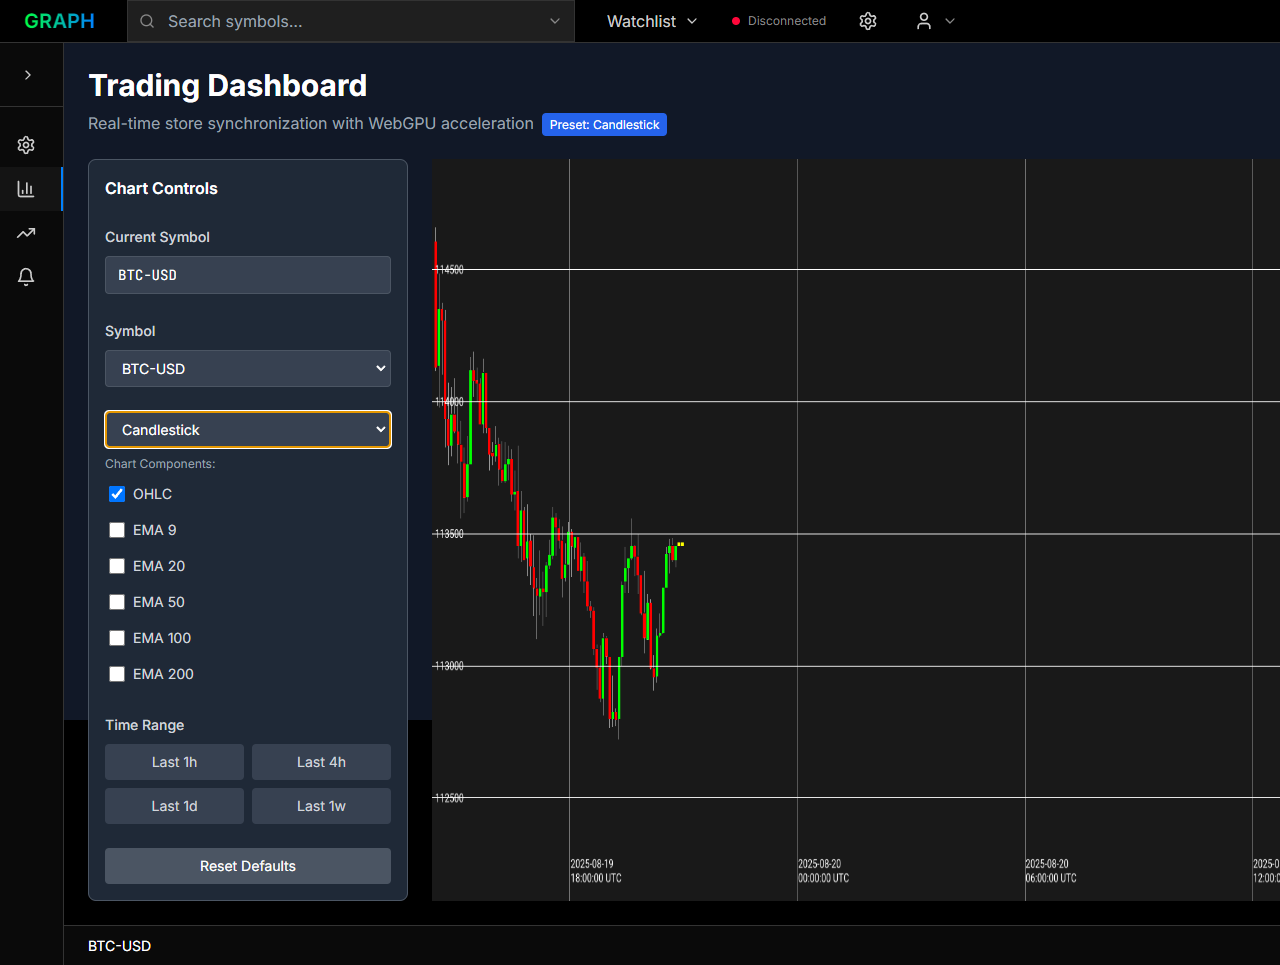 GRAPH
Search symbols...
Watchlist
Disconnected
Trading Dashboard
Real-time store synchronization with WebGPU acceleration
Preset: Candlestick
Chart Controls
Current Symbol
BTC-USD
Symbol
BTC-USD
Candlestick
Chart Components:
OHLC
EMA 9
EMA 20
EMA 50
EMA 100
EMA 200
Time Range
Last 1h
Last 4h
Last 1d
Last 1w
Reset Defaults
114500
114000
113500
113000
112500
2025-08-19
18:00:00 UTC
2025-08-20
00:00:00 UTC
2025-08-20
06:00:00 UTC
2025-0
12:00:0
BTC-USD